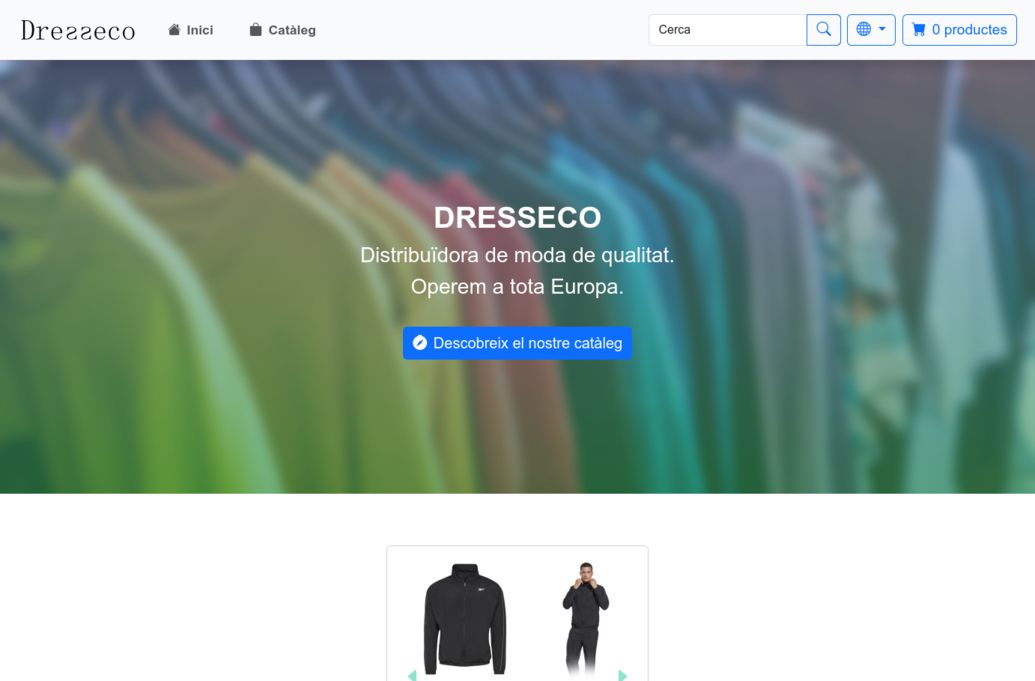 Dresseco
Inici
Catàleg
Cerca
0 productes
DRESSECO
Distribuïdora de moda de qualitat.
Operem a tota Europa.
Descobreix el nostre catàleg